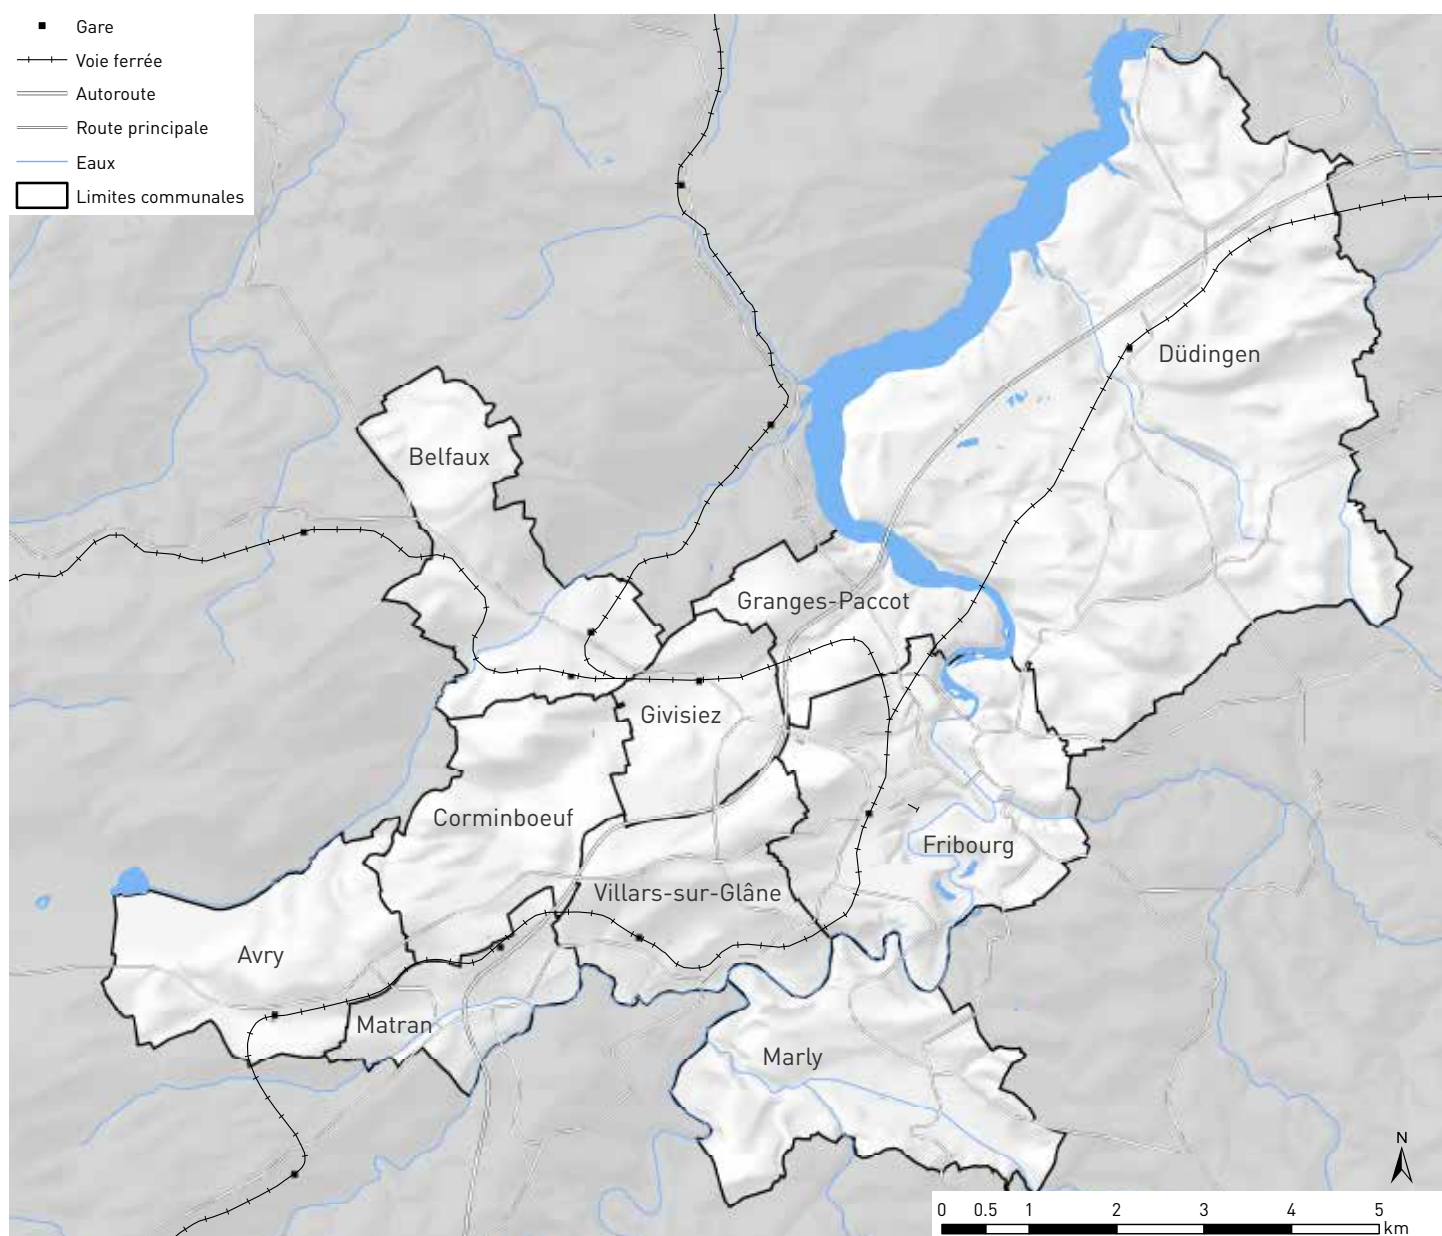 Gare
Voie ferrée
Autoroute
Route principale
Eaux
Limites communales
Düdingen
Belfaux
Granges-Paccot
Givisiez
Corminboeuf
Fribourg
Villars-sur-Glâne
Avry
Matran
Marly
N
0 0.5 1 2 3 4 5
km